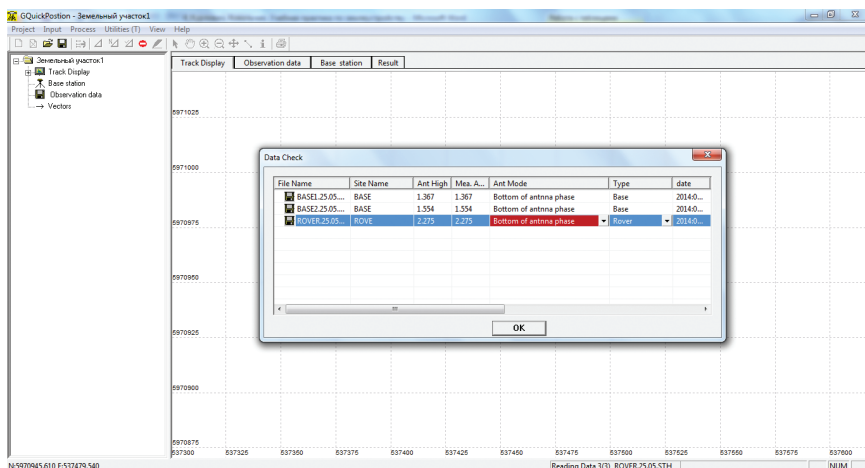 GQuickPostion - Земельный участок1
Project Input Process Utilities (T) View Help
Земельный участок1
Track Display
Base station
Observation data
Vectors
Track Display Observation data Base station Result
5971025
5971000
5970975
5970950
5970925
5970900
5970875
Data Check
File Name Site Name Ant High Mea. A... Ant Mode Type date
BASE1.25.05.... BASE 1.367 1.367 Bottom of antnna phase Base 2014:0...
BASE2.25.05.... BASE 1.554 1.554 Bottom of antnna phase Base 2014:0...
ROVER.25.05... ROVE 2.275 2.275 Bottom of antnna phase Rover 2014:0...
OK
537300 537325 537350 537375 537400 537425 537450 537475 537500 537525 537550 537575 537600
N:5970945.610 E:537479.540 Reading Data 3(3) ROVER.25.05.STH NUM